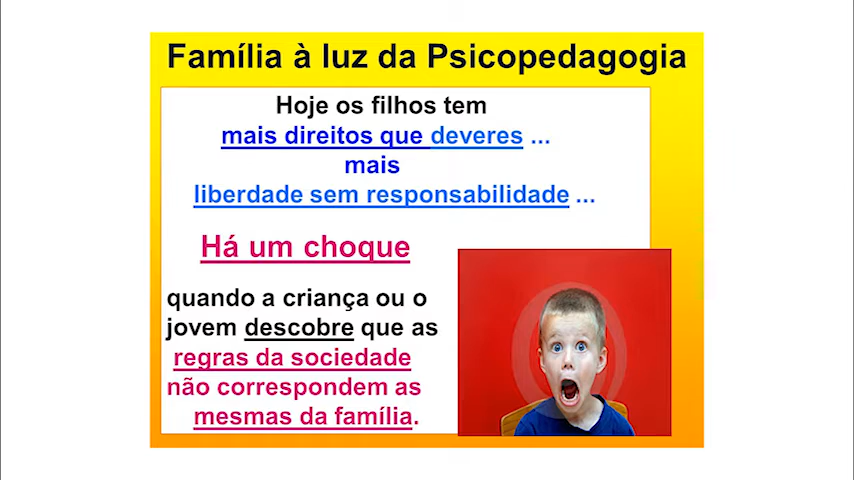 Família à luz da Psicopedagogia
Hoje os filhos tem
mais direitos que deveres ...
mais
liberdade sem responsabilidade ...
Há um choque
quando a criança ou o
jovem descobre que as
regras da sociedade
não correspondem as
mesmas da família.